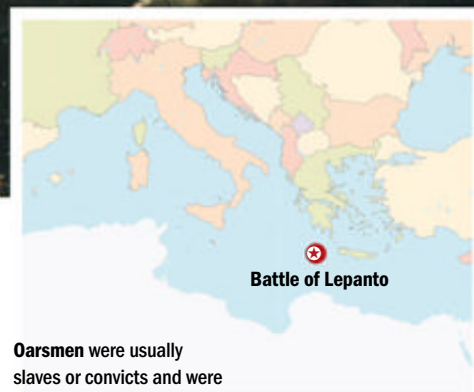 Battle of Lepanto
Oarsmen were usually
slaves or convicts and were